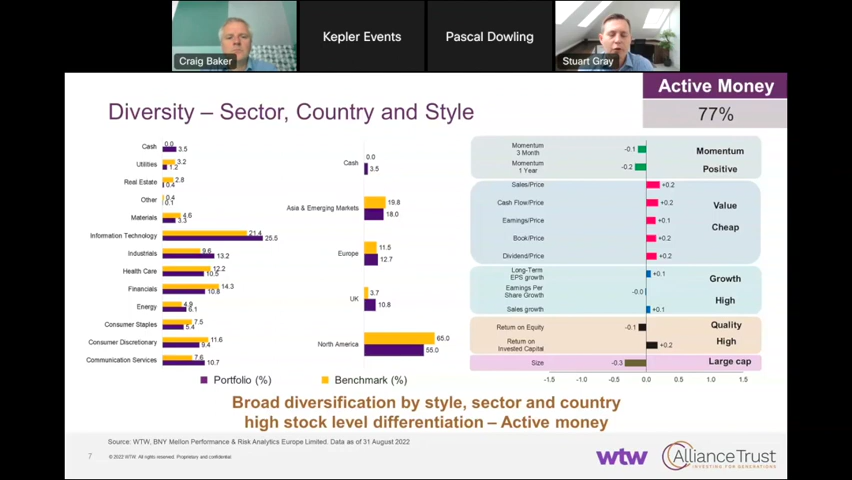 Craig Baker
Kepler Events
Pascal Dowling
Stuart Gray
Active Money
77%
Diversity – Sector, Country and Style
Cash 0.0 3.5
Utilities 3.2 1.2
Real Estate 2.8 0.4
Other 0.4 0.1
Materials 4.6 3.3
Information Technology 21.4 25.5
Industrials 9.6 13.2
Health Care 12.2 10.5
Financials 14.3 10.8
Energy 4.9 6.1
Consumer Staples 7.5 5.4
Consumer Discretionary 11.6 9.4
Communication Services 7.6 10.7
Cash 0.0 3.5
Asia & Emerging Markets 19.8 18.0
Europe 11.5 12.7
UK 3.7 10.8
North America 65.0 55.0
Portfolio (%) Benchmark (%)
Momentum
3 Month -0.1
Momentum
1 Year -0.2
Momentum
Positive
Sales/Price +0.2
Cash Flow/Price +0.2
Earnings/Price +0.1
Book/Price +0.2
Dividend/Price +0.2
Value
Cheap
Long-Term
EPS growth +0.1
Earnings Per
Share Growth -0.0
Sales growth +0.1
Growth
High
Return on Equity -0.1
Return on
Invested Capital +0.2
Quality
High
Size -0.3
Large cap
-1.5 -1.0 -0.5 0.0 0.5 1.0 1.5
Broad diversification by style, sector and country
high stock level differentiation – Active money
Source: WTW, BNY Mellon Performance & Risk Analytics Europe Limited. Data as of 31 August 2022
7 © 2022 WTW. All rights reserved. Proprietary and confidential.
wtw
AllianceTrust
INVESTING FOR GENERATIONS